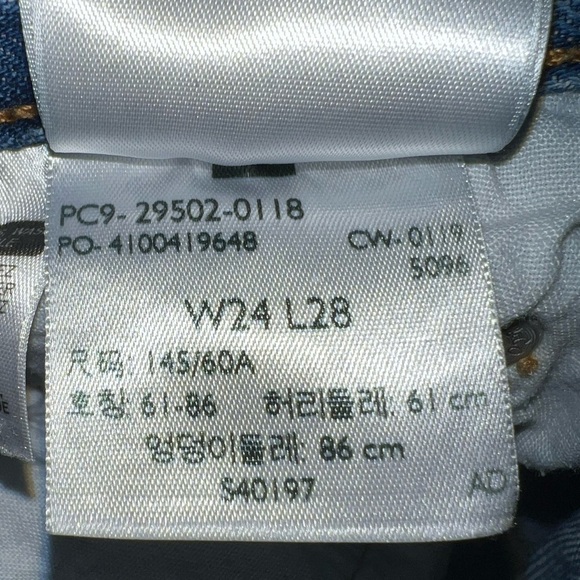 PC9- 29502-0118
PO- 4100419648 CW- 0119
5096
W24 L28
尺码: 145/60A
호칭: 61-86 허리둘레: 61 cm
엉덩이둘레: 86 cm
S40197 AD